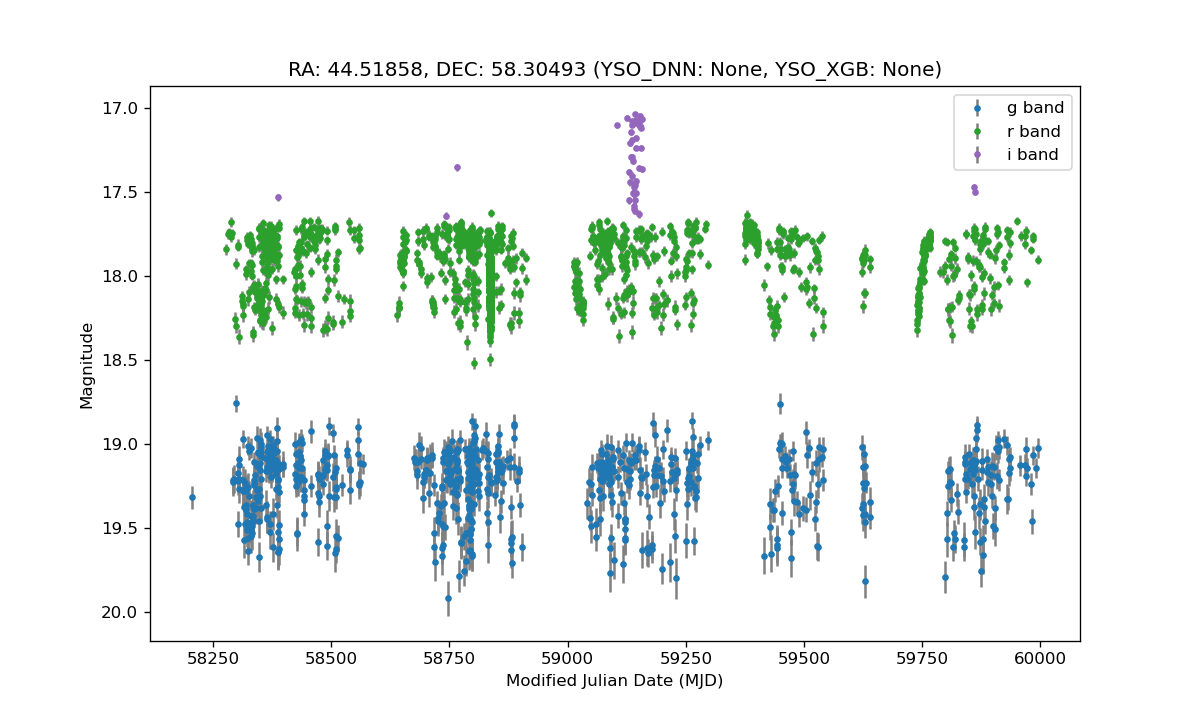 RA: 44.51858, DEC: 58.30493 (YSO_DNN: None, YSO_XGB: None)
g band
r band
i band
17.0
17.5
18.0
18.5
19.0
19.5
20.0
Magnitude
58250
58500
58750
59000
59250
59500
59750
60000
Modified Julian Date (MJD)